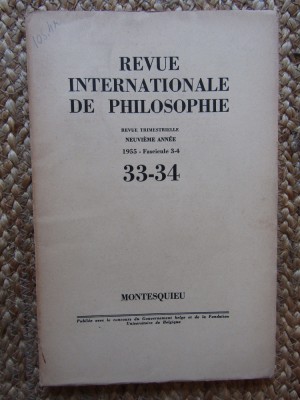 REVUE
INTERNATIONALE
DE PHILOSOPHIE
REVUE TRIMESTRIELLE
NEUVIÈME ANNÉE
1955 - Fascicule 3-4
33-34
MONTESQUIEU
Publiée avec le concours du Gouvernement belge et de la Fondation
Universitaire de Belgique